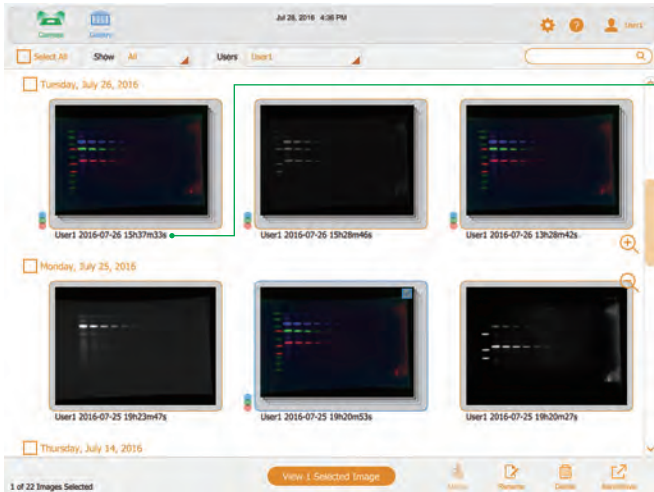 Jul 28, 2016 4:36 PM
Camera Gallery User1
Select All Show All Users User1
Tuesday, July 26, 2016
User1 2016-07-26 15h37m33s User1 2016-07-26 15h28m46s User1 2016-07-26 13h28m42s
Monday, July 25, 2016
User1 2016-07-25 19h23m47s User1 2016-07-25 19h20m53s User1 2016-07-25 19h20m27s
Thursday, July 14, 2016
1 of 22 Images Selected View 1 Selected Image Rename Delete